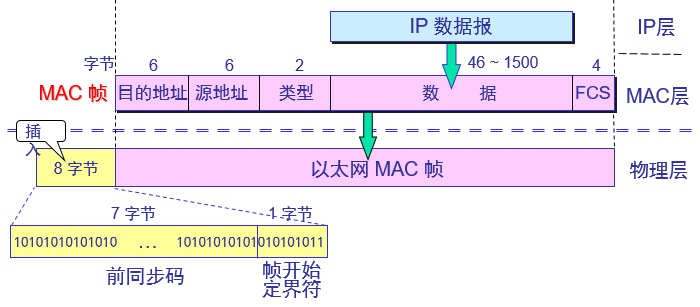 IP 数据报
IP层
字节
6
6
2
46 ~ 1500
4
MAC 帧
目的地址
源地址
类型
数 据
FCS
MAC层
插
入
8 字节
以太网 MAC 帧
物理层
7 字节
1 字节
10101010101010 … 10101010101010101011
前同步码
帧开始
定界符